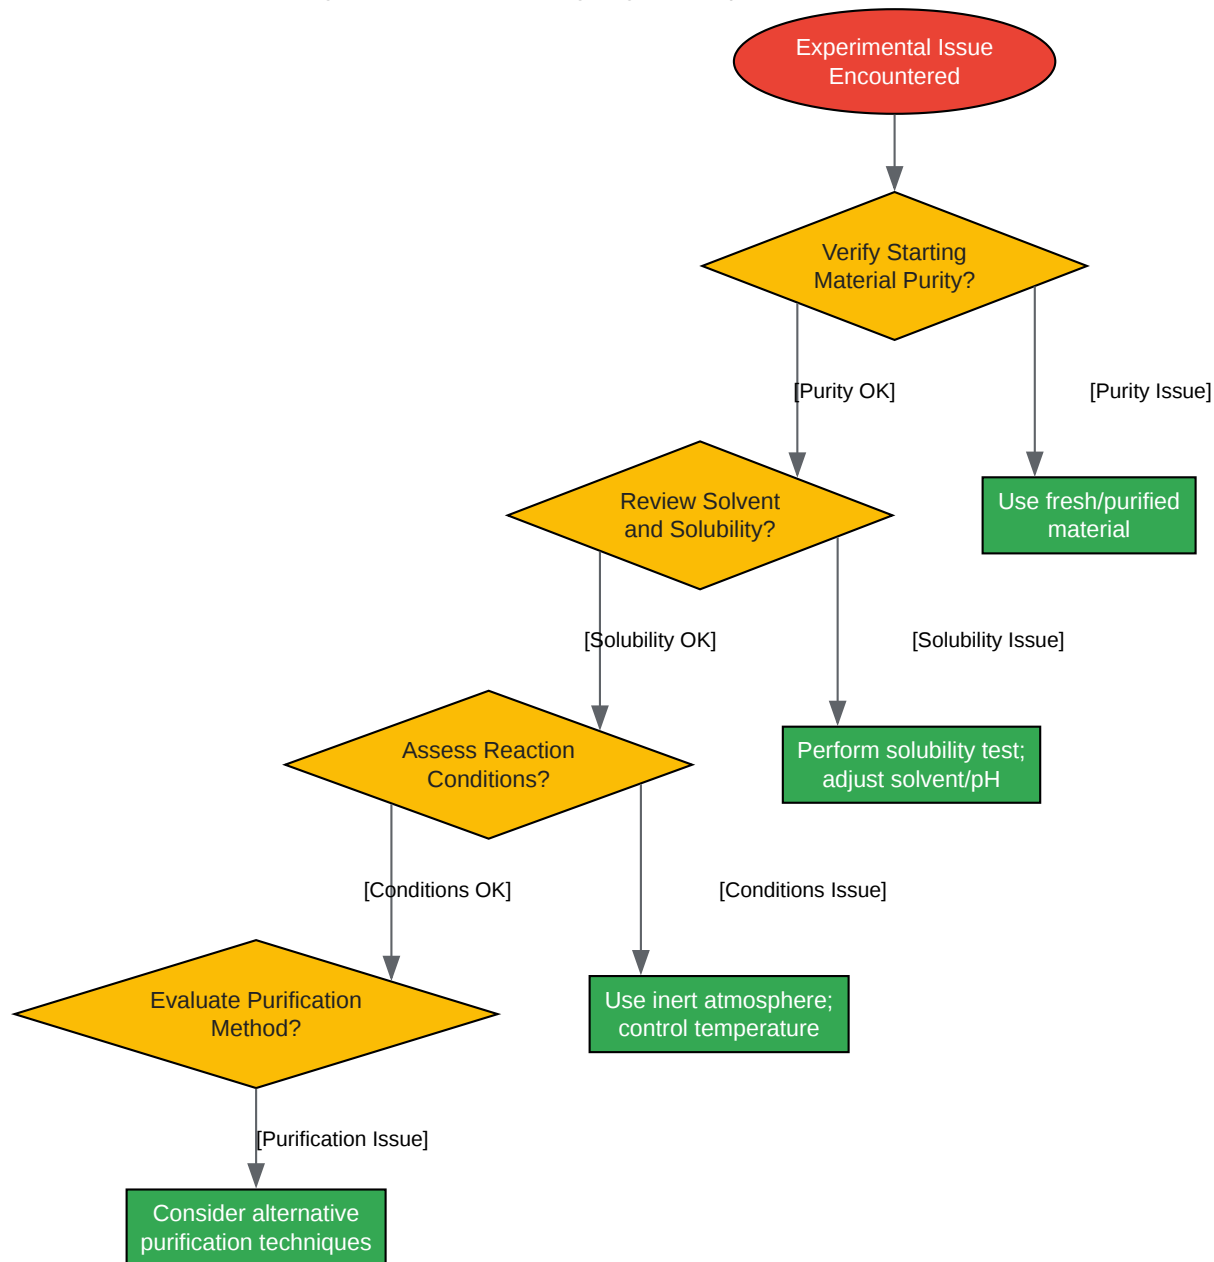 Experimental Issue
Encountered
Verify Starting
Material Purity?
[Purity OK]
[Purity Issue]
Review Solvent
and Solubility?
Use fresh/purified
material
[Solubility OK]
[Solubility Issue]
Assess Reaction
Conditions?
Perform solubility test;
adjust solvent/pH
[Conditions OK]
[Conditions Issue]
Evaluate Purification
Method?
Use inert atmosphere;
control temperature
[Purification Issue]
Consider alternative
purification techniques